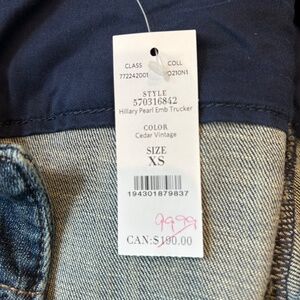 CLASS COLL
772242001 O210N1
STYLE
570316842
Hillary Pearl Emb Trucker
COLOR
Cedar Vintage
SIZE
XS
194301879837
99.99
CAN:$190.00